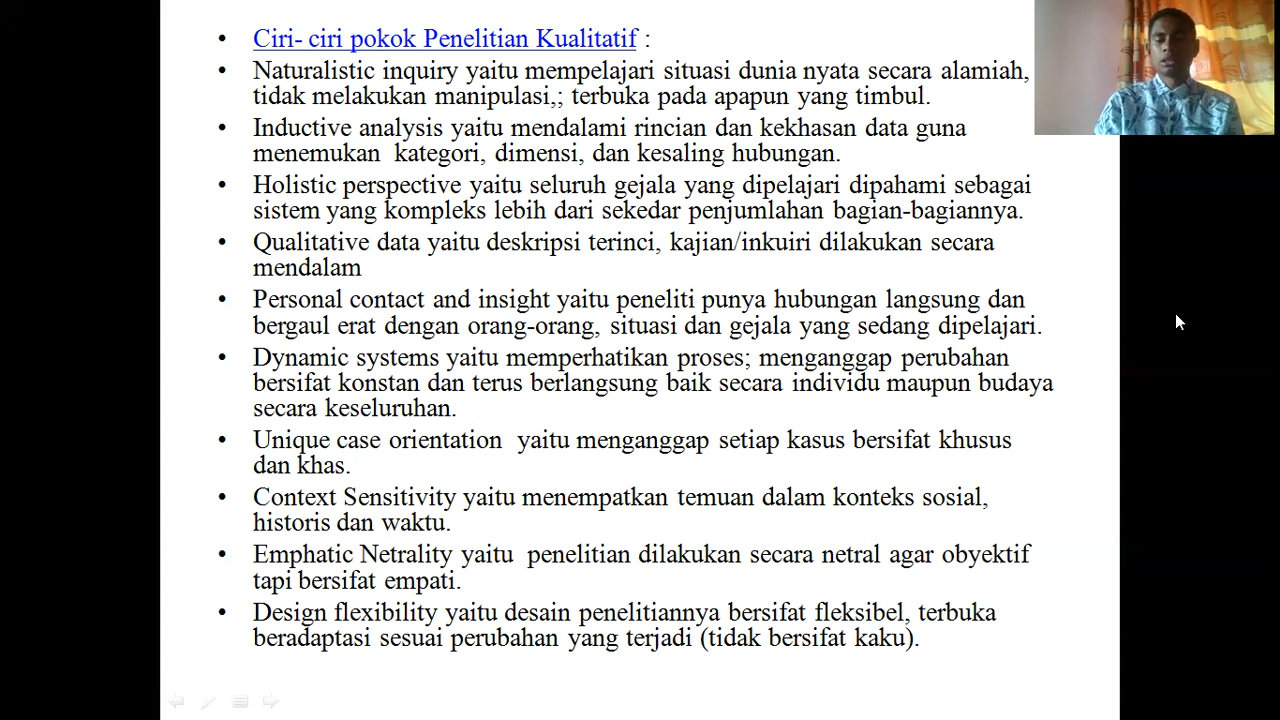 • Ciri- ciri pokok Penelitian Kualitatif :
• Naturalistic inquiry yaitu mempelajari situasi dunia nyata secara alamiah,
tidak melakukan manipulasi,; terbuka pada apapun yang timbul.
• Inductive analysis yaitu mendalami rincian dan kekhasan data guna
menemukan kategori, dimensi, dan kesaling hubungan.
• Holistic perspective yaitu seluruh gejala yang dipelajari dipahami sebagai
sistem yang kompleks lebih dari sekedar penjumlahan bagian-bagiannya.
• Qualitative data yaitu deskripsi terinci, kajian/inkuiri dilakukan secara
mendalam
• Personal contact and insight yaitu peneliti punya hubungan langsung dan
bergaul erat dengan orang-orang, situasi dan gejala yang sedang dipelajari.
• Dynamic systems yaitu memperhatikan proses; menganggap perubahan
bersifat konstan dan terus berlangsung baik secara individu maupun budaya
secara keseluruhan.
• Unique case orientation yaitu menganggap setiap kasus bersifat khusus
dan khas.
• Context Sensitivity yaitu menempatkan temuan dalam konteks sosial,
historis dan waktu.
• Emphatic Netrality yaitu penelitian dilakukan secara netral agar obyektif
tapi bersifat empati.
• Design flexibility yaitu desain penelitiannya bersifat fleksibel, terbuka
beradaptasi sesuai perubahan yang terjadi (tidak bersifat kaku).